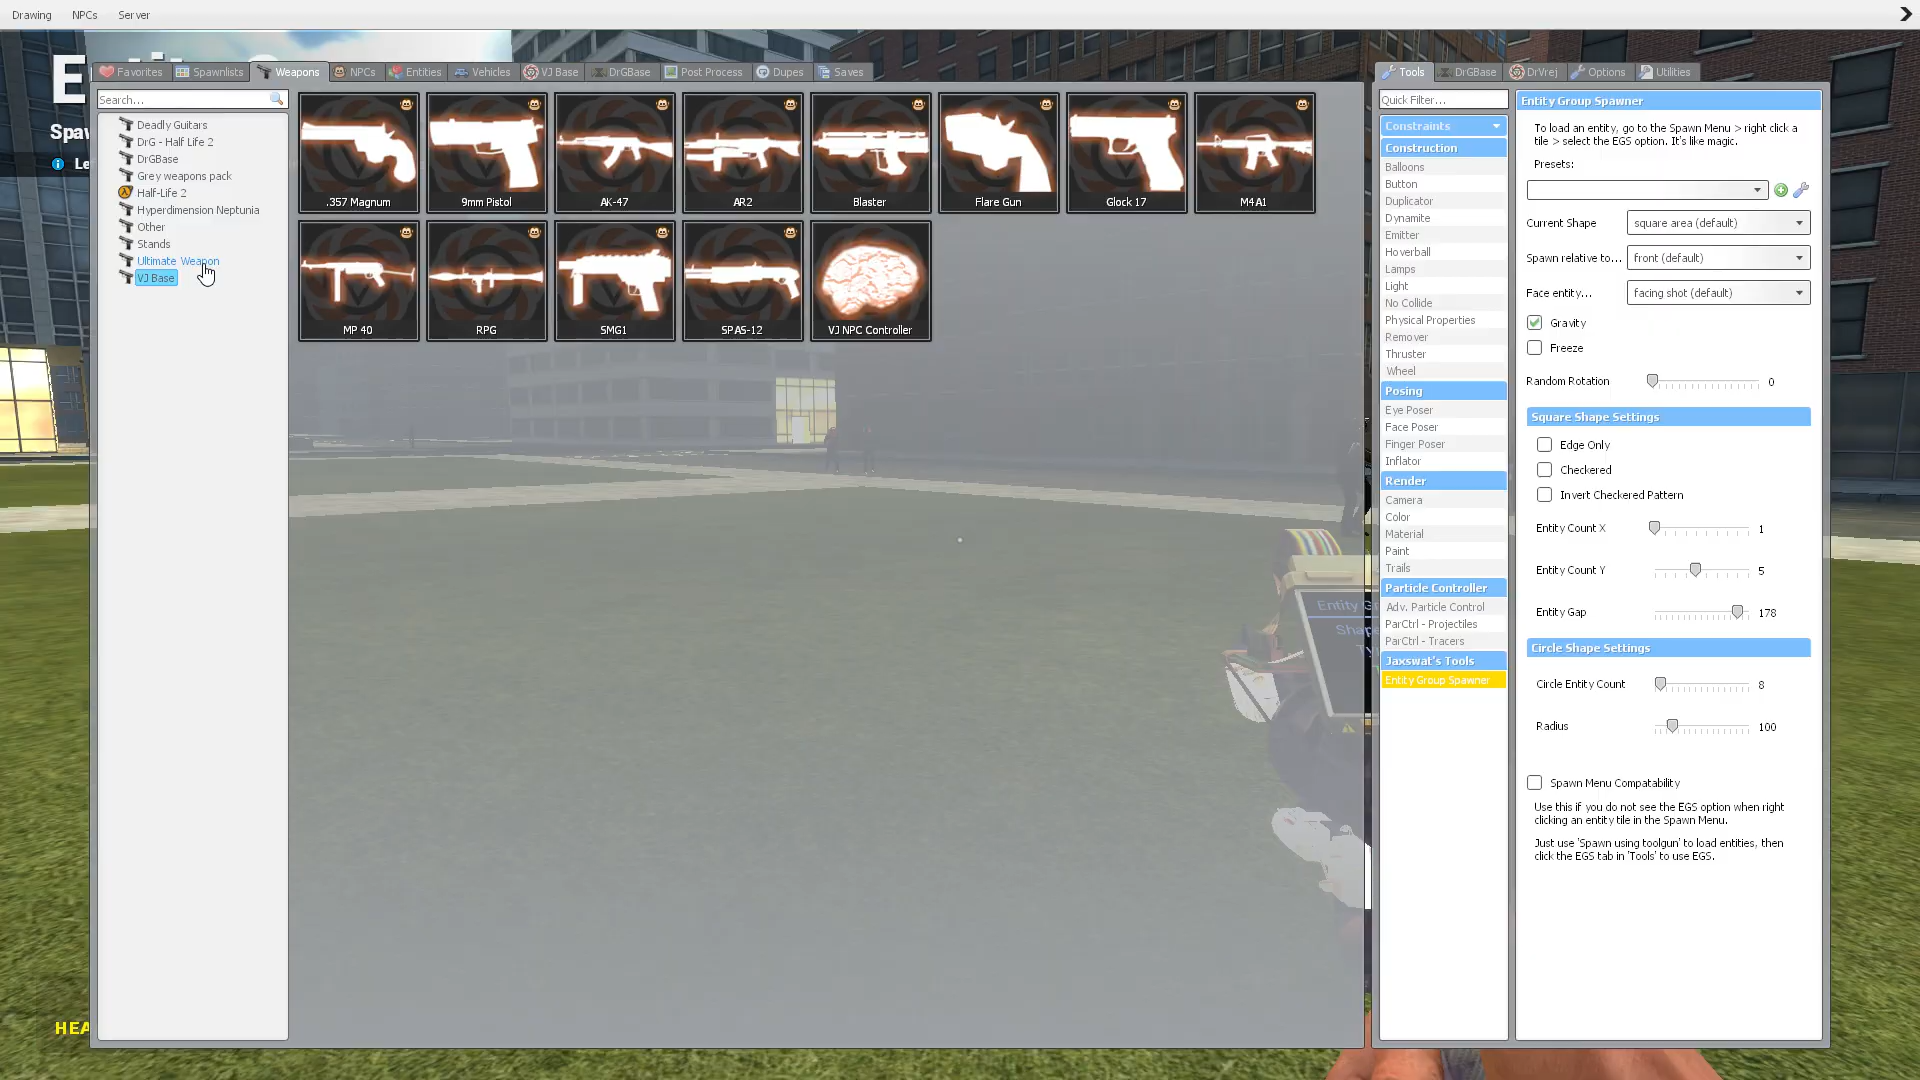 Drawing NPCs Server
Favorites Spawnlists Weapons NPCs Entities Vehicles VJ Base DrGBase Post Process Dupes Saves
Search...
Deadly Guitars
DrG - Half Life 2
DrGBase
Grey weapons pack
Half-Life 2
Hyperdimension Neptunia
Other
Stands
Ultimate Weapon
VJ Base
.357 Magnum 9mm Pistol AK-47 AR2 Blaster Flare Gun Glock 17 M4A1
MP 40 RPG SMG1 SPAS-12 VJ NPC Controller
Tools DrGBase DrVrej Options Utilities
Quick Filter...
Constraints
Construction
Balloons
Button
Duplicator
Dynamite
Emitter
Hoverball
Lamps
Light
No Collide
Physical Properties
Remover
Thruster
Wheel
Posing
Eye Poser
Face Poser
Finger Poser
Inflator
Render
Camera
Color
Material
Paint
Trails
Particle Controller
Adv. Particle Control
ParCtrl - Projectiles
ParCtrl - Tracers
Jaxswat's Tools
Entity Group Spawner
Entity Group Spawner
To load an entity, go to the Spawn Menu > right click a
tile > select the EGS option. It's like magic.
Presets:
Current Shape square area (default)
Spawn relative to... front (default)
Face entity... facing shot (default)
Gravity
Freeze
Random Rotation 0
Square Shape Settings
Edge Only
Checkered
Invert Checkered Pattern
Entity Count X 1
Entity Count Y 5
Entity Gap 178
Circle Shape Settings
Circle Entity Count 8
Radius 100
Spawn Menu Compatability
Use this if you do not see the EGS option when right
clicking an entity tile in the Spawn Menu.
Just use 'Spawn using toolgun' to load entities, then
click the EGS tab in 'Tools' to use EGS.
Entity G
Shap
Ty
HEA